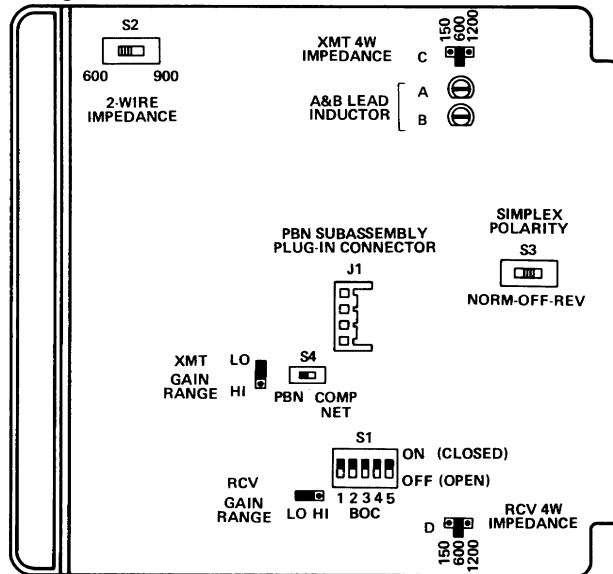 S2
600 900
2-WIRE
IMPEDANCE
XMT 4W
IMPEDANCE
C
150
600
1200
A&B LEAD
INDUCTOR
A
B
SIMPLEX
POLARITY
S3
NORM-OFF-REV
PBN SUBASSEMBLY
PLUG-IN CONNECTOR
J1
XMT
GAIN
RANGE
LO
HI
S4
PBN COMP
NET
S1
ON (CLOSED)
OFF (OPEN)
1 2 3 4 5
BOC
RCV
GAIN
RANGE
LO HI
D
150
600
1200
RCV 4W
IMPEDANCE